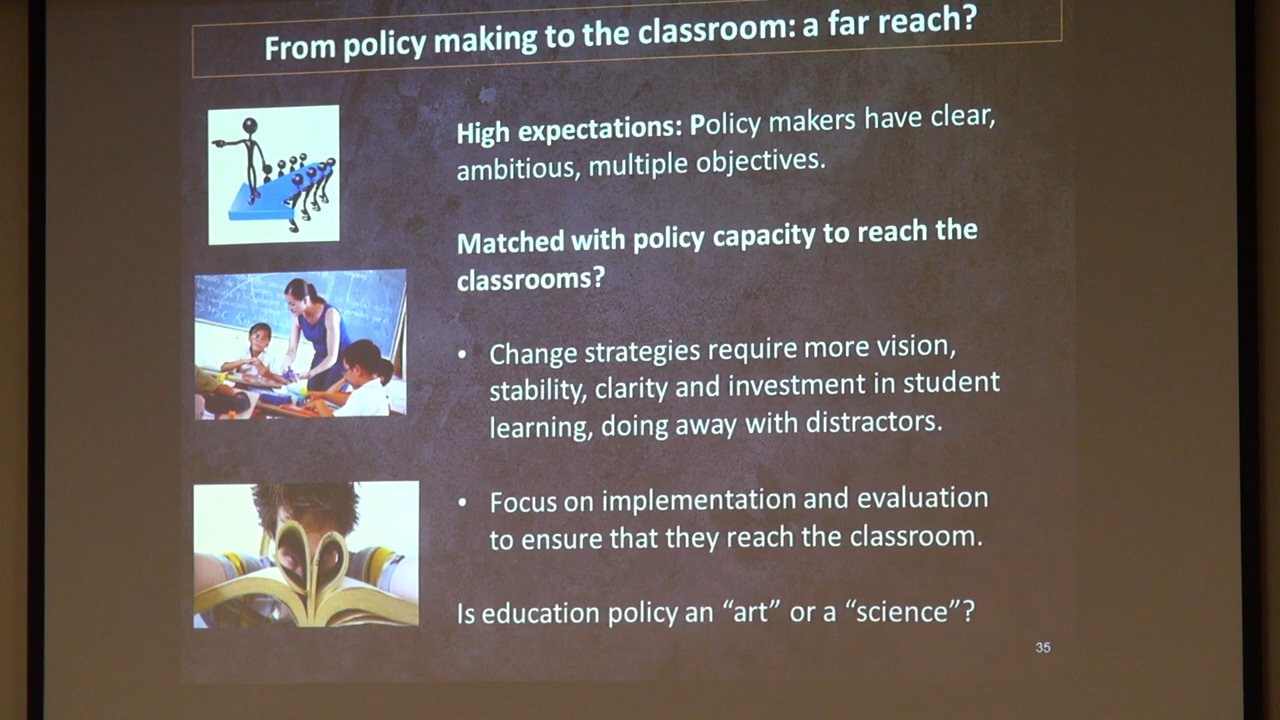 From policy making to the classroom: a far reach?
High expectations: Policy makers have clear,
ambitious, multiple objectives.
Matched with policy capacity to reach the
classrooms?
• Change strategies require more vision,
stability, clarity and investment in student
learning, doing away with distractors.
• Focus on implementation and evaluation
to ensure that they reach the classroom.
Is education policy an “art” or a “science”?
35